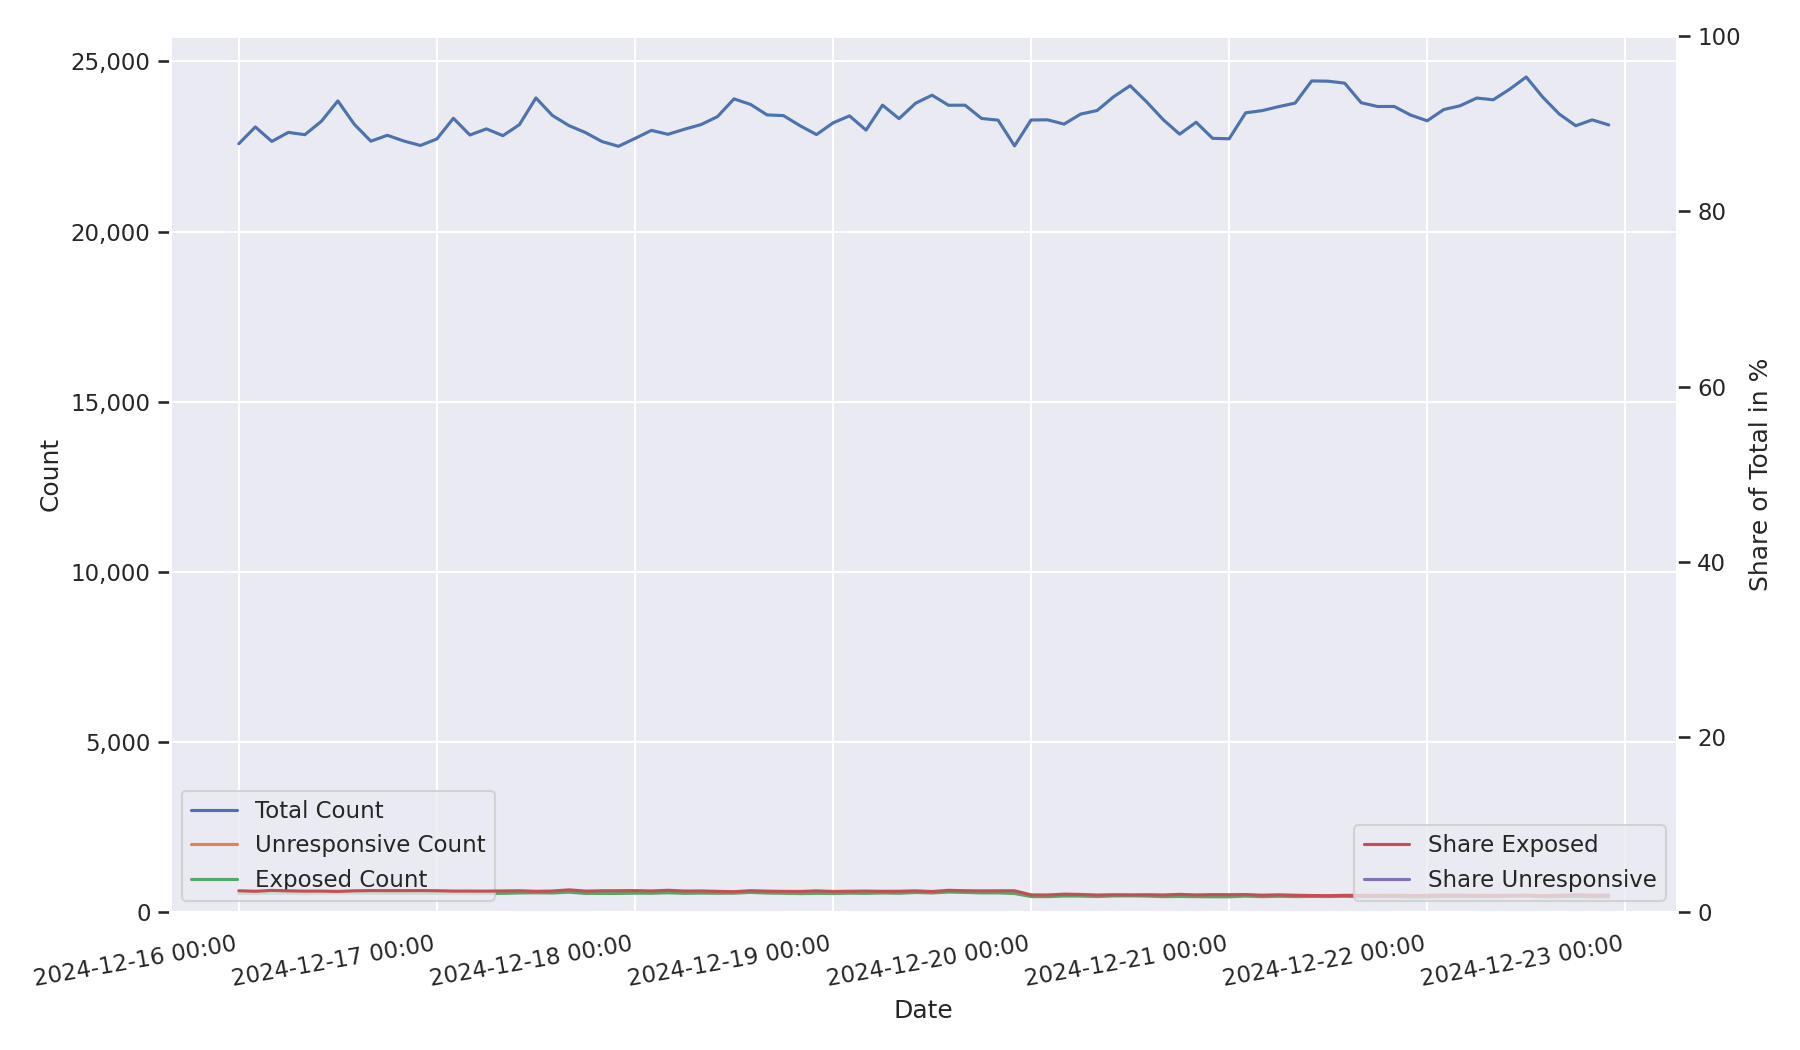 25,000
20,000
15,000
10,000
5,000
0
Count
100
80
60
40
20
0
Share of Total in %
Total Count
Unresponsive Count
Exposed Count
Share Exposed
Share Unresponsive
2024-12-16 00:00
2024-12-17 00:00
2024-12-18 00:00
2024-12-19 00:00
2024-12-20 00:00
2024-12-21 00:00
2024-12-22 00:00
2024-12-23 00:00
Date